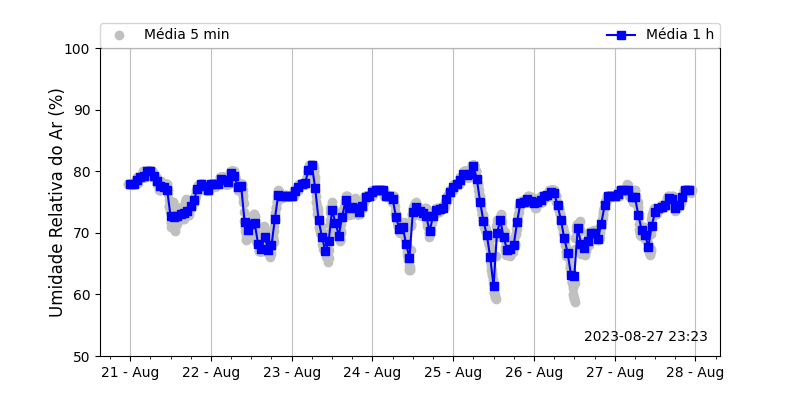 Média 5 min
Média 1 h
Umidade Relativa do Ar (%)
100
90
80
70
60
50
2023-08-27 23:23
21 - Aug
22 - Aug
23 - Aug
24 - Aug
25 - Aug
26 - Aug
27 - Aug
28 - Aug